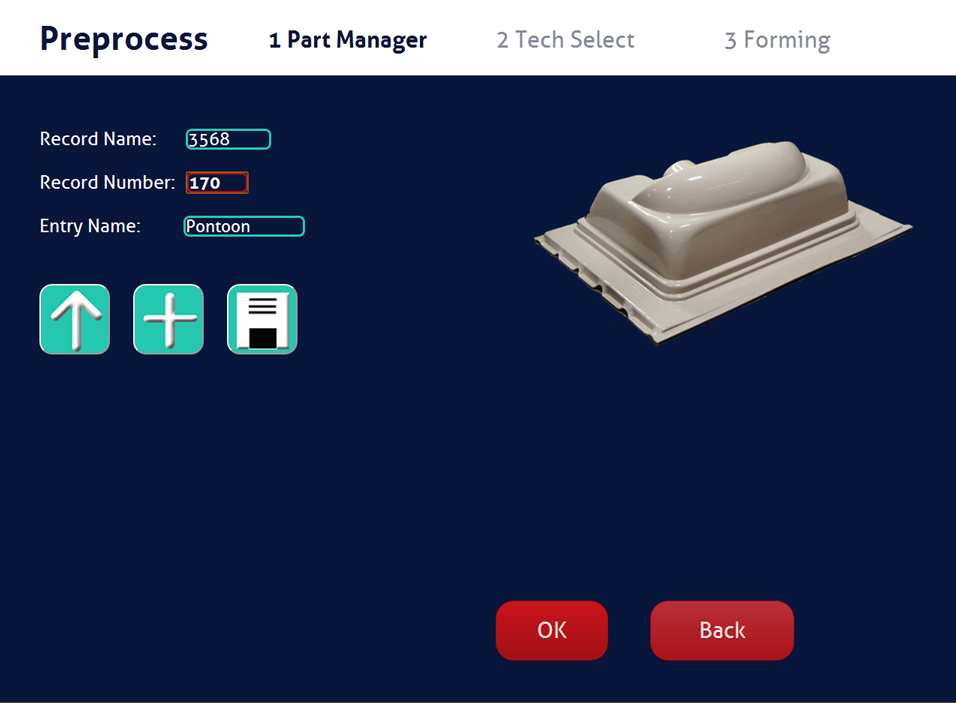 Preprocess 1 Part Manager 2 Tech Select 3 Forming
Record Name: 3568
Record Number: 170
Entry Name: Pontoon
OK Back